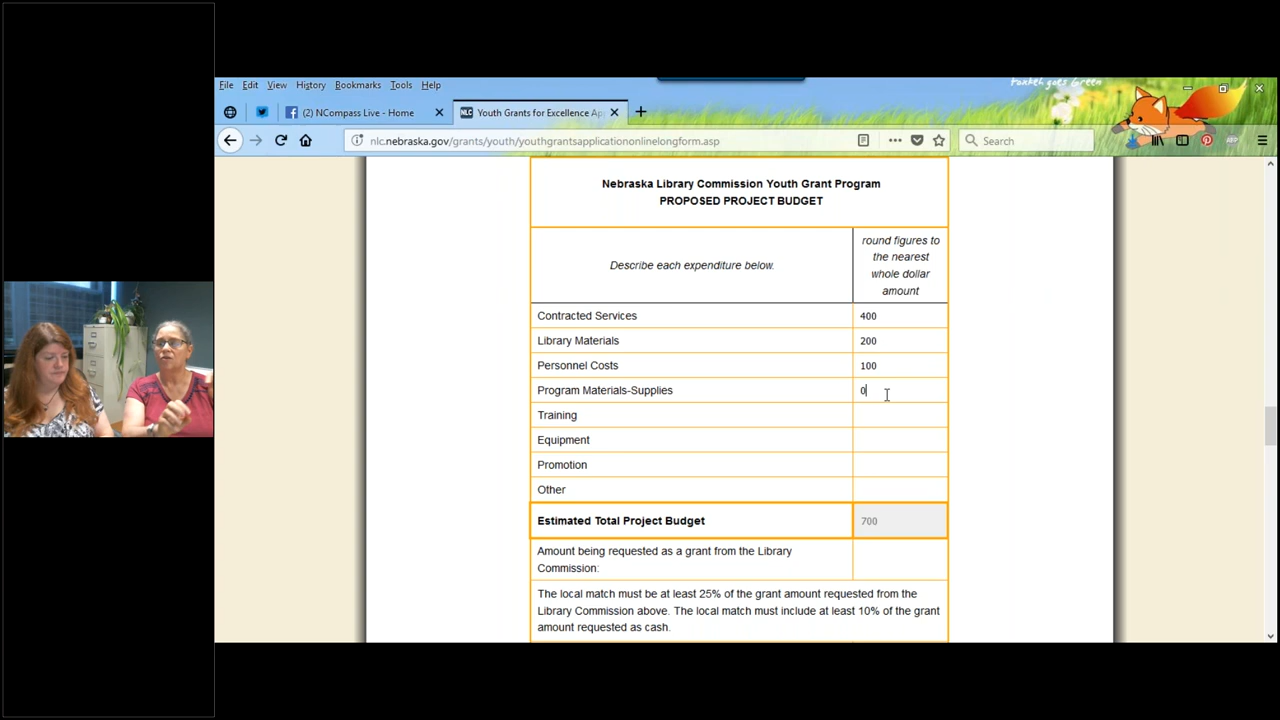 Foxkeh goes Green
File Edit View History Bookmarks Tools Help
(2) NCompass Live - Home
NLC Youth Grants for Excellence Ap
nlc.nebraska.gov/grants/youth/youthgrantsapplicationonlinelongform.asp
Search
Nebraska Library Commission Youth Grant Program
PROPOSED PROJECT BUDGET
Describe each expenditure below.
round figures to
the nearest
whole dollar
amount
Contracted Services 400
Library Materials 200
Personnel Costs 100
Program Materials-Supplies 0
Training
Equipment
Promotion
Other
Estimated Total Project Budget 700
Amount being requested as a grant from the Library
Commission:
The local match must be at least 25% of the grant amount requested from the
Library Commission above. The local match must include at least 10% of the grant
amount requested as cash.